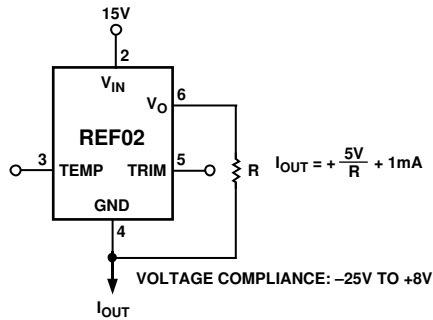 15V
2
V_IN
V_O 6
REF02
3 TEMP TRIM 5
R
I_OUT = + 5V/R + 1mA
GND
4
VOLTAGE COMPLIANCE: –25V TO +8V
I_OUT